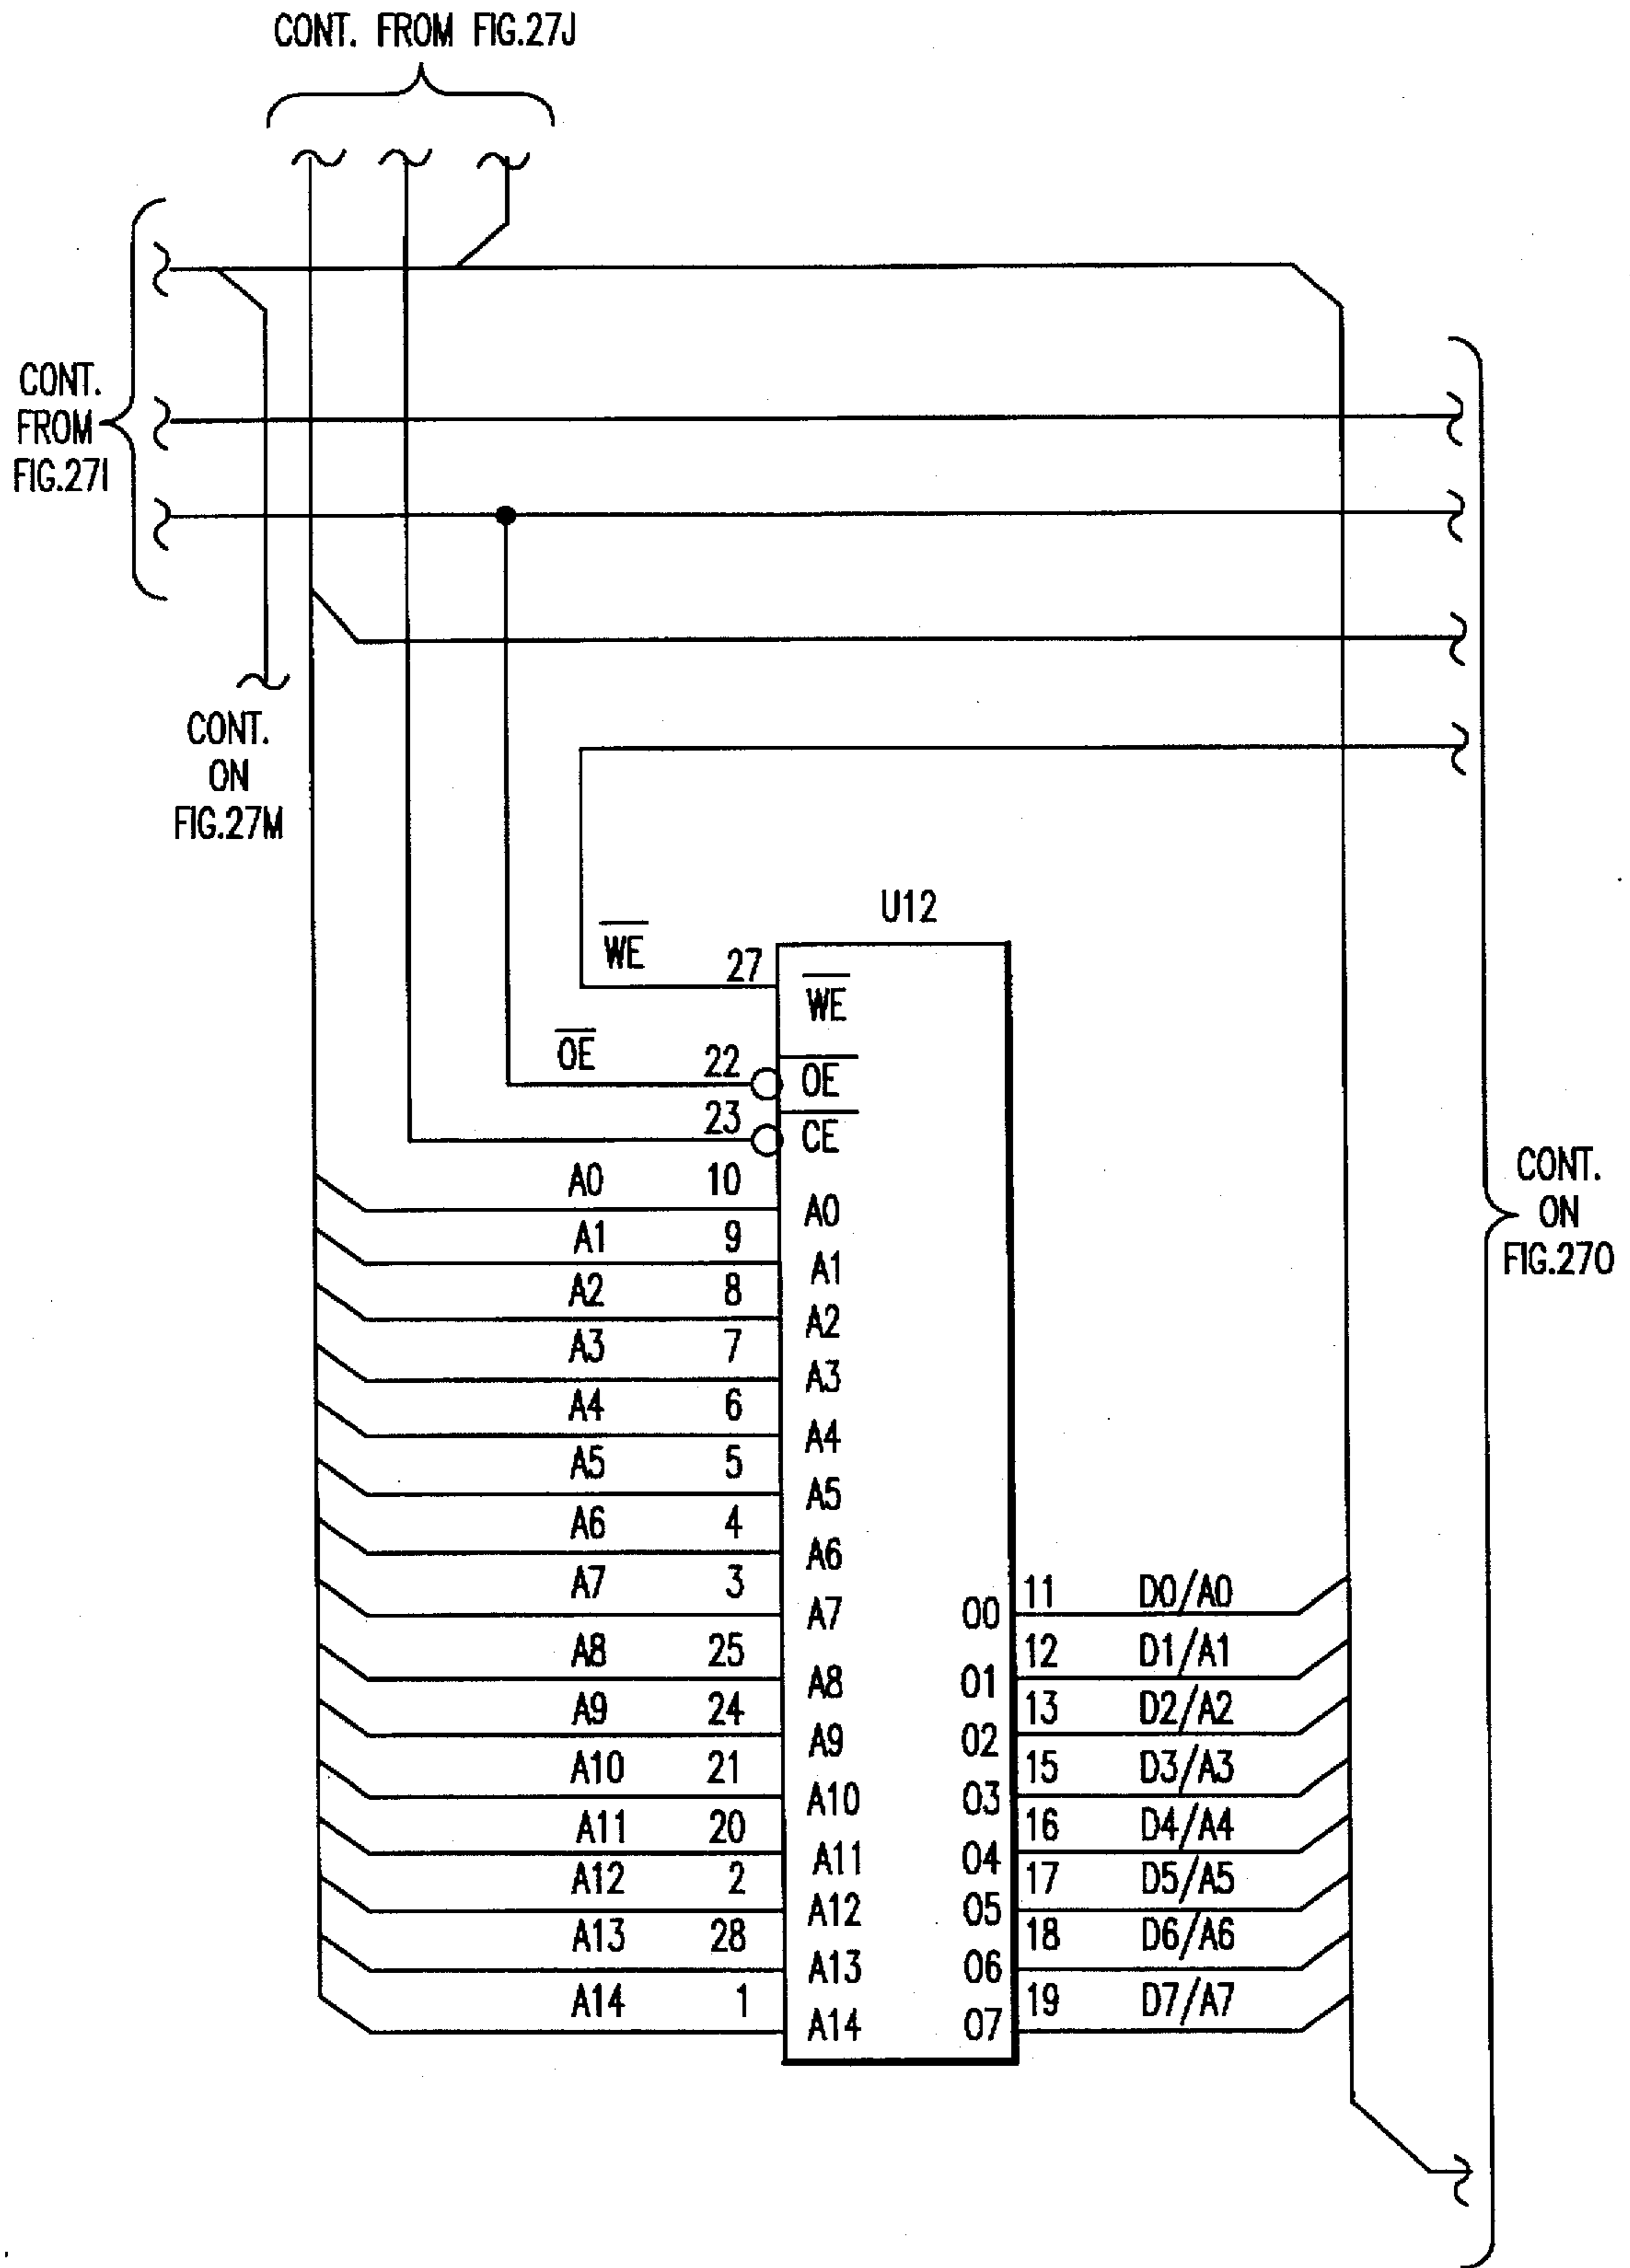 CONT. FROM FIG.27J
CONT.
FROM
FIG.27I
CONT.
ON
FIG.27M
U12
WE 27 WE
OE 22 OE
23 CE
A0 10 A0
A1 9 A1
A2 8 A2
A3 7 A3
A4 6 A4
A5 5 A5
A6 4 A6
A7 3 A7 O0 11 D0/A0
A8 25 A8 O1 12 D1/A1
A9 24 A9 O2 13 D2/A2
A10 21 A10 O3 15 D3/A3
A11 20 A11 O4 16 D4/A4
A12 2 A12 O5 17 D5/A5
A13 28 A13 O6 18 D6/A6
A14 1 A14 O7 19 D7/A7
CONT.
ON
FIG.27O